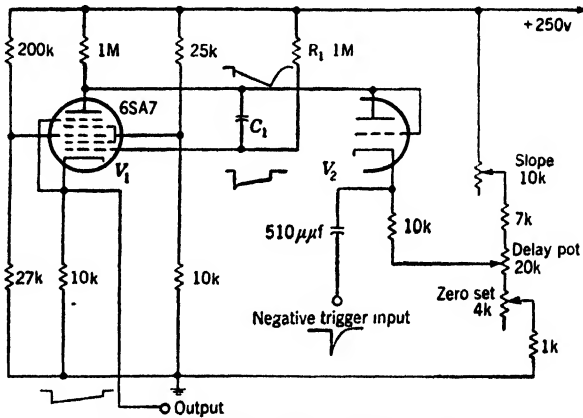 +250v
200k
1M
25k
R₁ 1M
6SA7
C₁
V₁
V₂
Slope
10k
510μμf
10k
7k
Delay pot
20k
27k
10k
10k
Zero set
4k
Negative trigger input
1k
Output